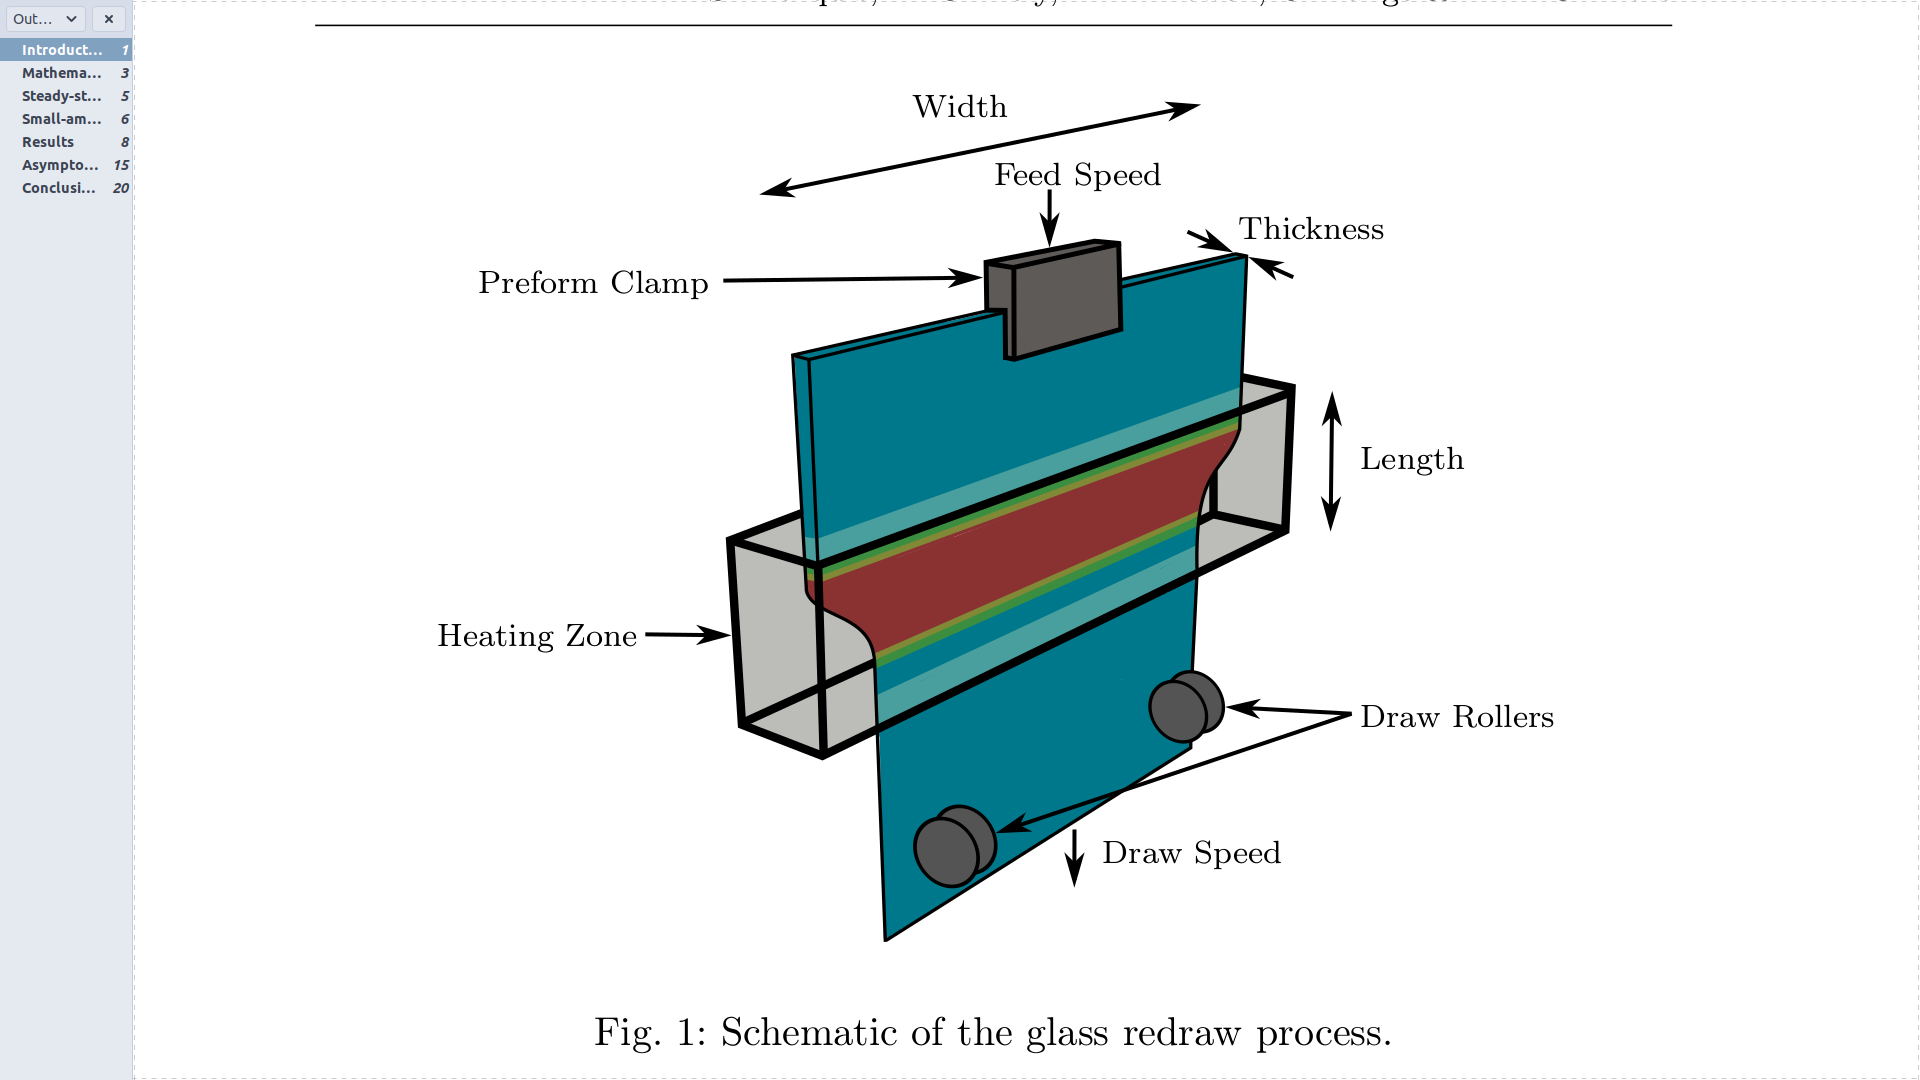 Out...
Introduct... 1
Mathema... 3
Steady-st... 5
Small-am... 6
Results 8
Asympto... 15
Conclusi... 20
Width
Feed Speed
Thickness
Preform Clamp
Length
Heating Zone
Draw Rollers
Draw Speed
Fig. 1: Schematic of the glass redraw process.